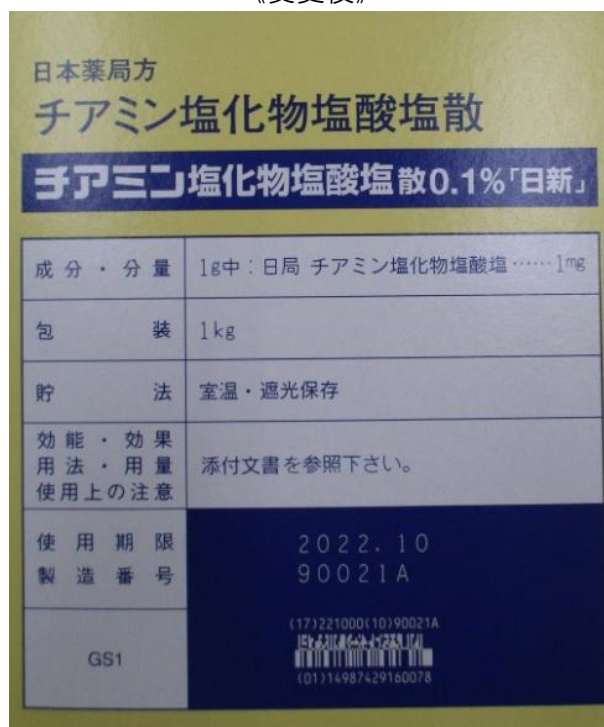 日本薬局方
チアミン塩化物塩酸塩散
チアミン塩化物塩酸塩散0.1%「日新」
成分・分量 1g中：日局 チアミン塩化物塩酸塩……1mg
包装 1kg
貯法 室温・遮光保存
効能・効果
用法・用量 添付文書を参照下さい。
使用上の注意
使用期限 2022.10
製造番号 90021A
GS1
(17)221000(10)90021A
(01)14987429160078